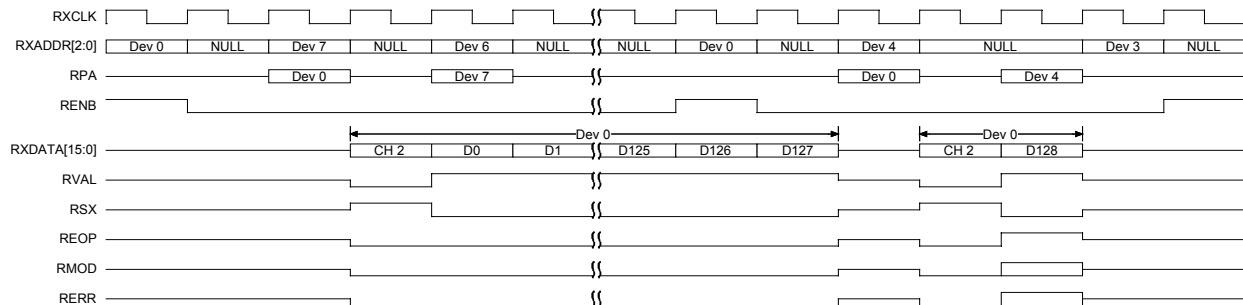 RXCLK
RXADDR[2:0] Dev 0 NULL Dev 7 NULL Dev 6 NULL NULL Dev 0 NULL Dev 4 NULL Dev 3 NULL
RPA Dev 0 Dev 7 Dev 0 Dev 4
RENB
Dev 0 Dev 0
RXDATA[15:0] CH 2 D0 D1 D125 D126 D127 CH 2 D128
RVAL
RSX
REOP
RMOD
RERR